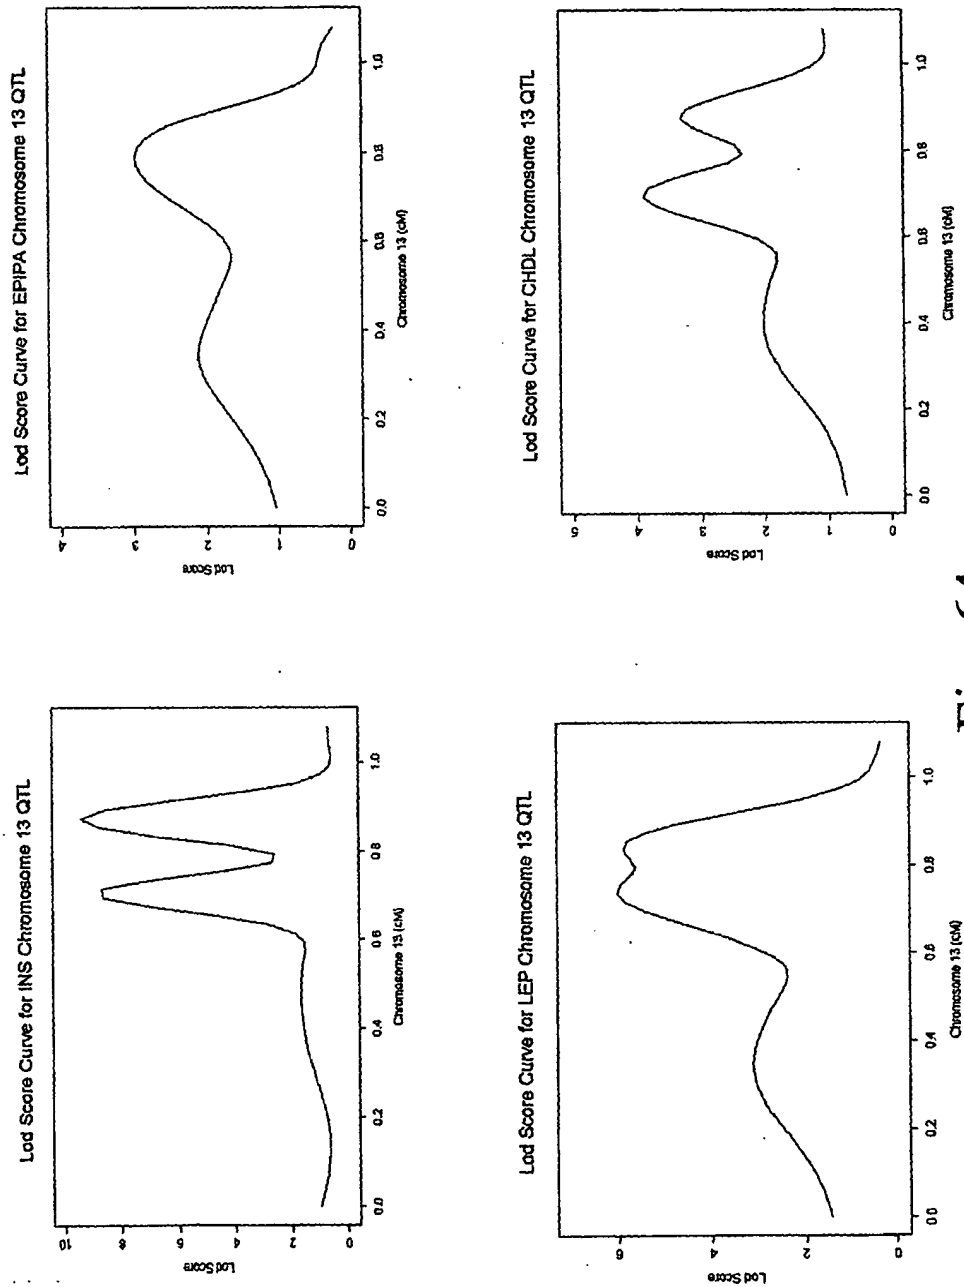 Lod Score Curve for INS Chromosome 13 QTL
Lod Score
10
8
6
4
2
0
0.0 0.2 0.4 0.6 0.8 1.0
Chromosome 13 (cM)
Lod Score Curve for EPIPA Chromosome 13 QTL
Lod Score
4
3
2
1
0
0.0 0.2 0.4 0.6 0.8 1.0
Chromosome 13 (cM)
Lod Score Curve for LEP Chromosome 13 QTL
Lod Score
6
4
2
0
0.0 0.2 0.4 0.6 0.8 1.0
Chromosome 13 (cM)
Lod Score Curve for CHDL Chromosome 13 QTL
Lod Score
5
4
3
2
1
0
0.0 0.2 0.4 0.6 0.8 1.0
Chromosome 13 (cM)